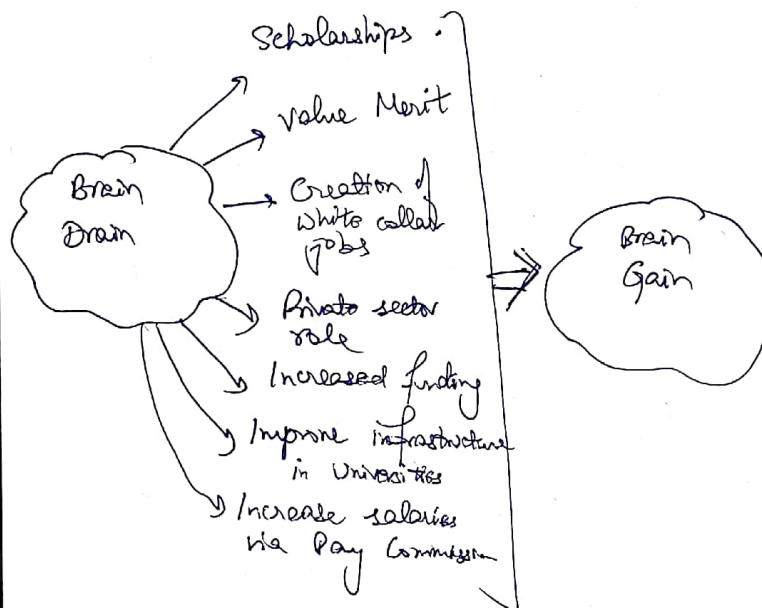 Scholarships.
Value Merit
Brain
Drain
Creation of
White collar
jobs
Private sector
role
Increased funding
Improve infrastructure
in Universities
Increase salaries
via Pay Commission
Brain
Gain